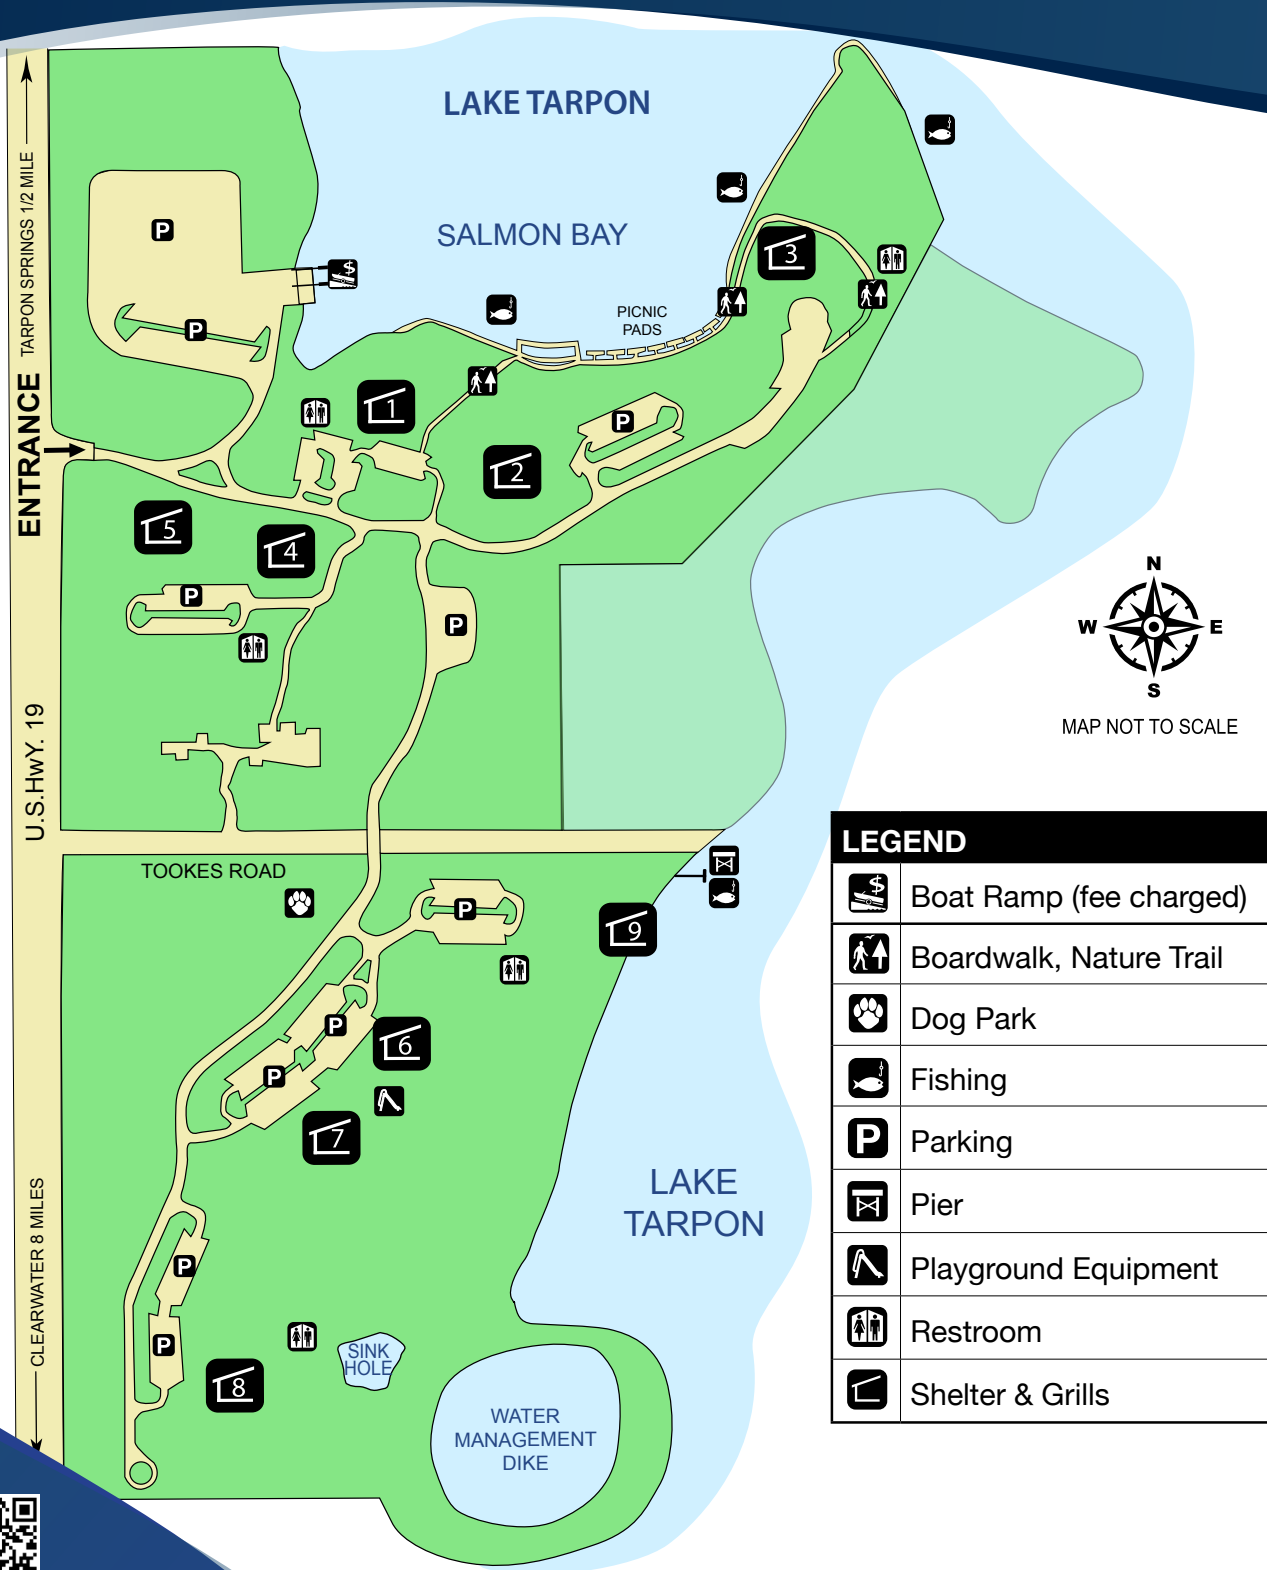 LAKE TARPON
SALMON BAY
PICNIC
PADS
TARPON SPRINGS 1/2 MILE
ENTRANCE
U.S.HwY. 19
CLEARWATER 8 MILES
P
P
$
3
1
P
2
5
4
P
P
N
W E
S
MAP NOT TO SCALE
TOOKES ROAD
P
9
P
6
P
7
LAKE
TARPON
P
P
8
SINK
HOLE
WATER
MANAGEMENT
DIKE
LEGEND
$ Boat Ramp (fee charged)
Boardwalk, Nature Trail
Dog Park
Fishing
P Parking
Pier
Playground Equipment
Restroom
Shelter & Grills